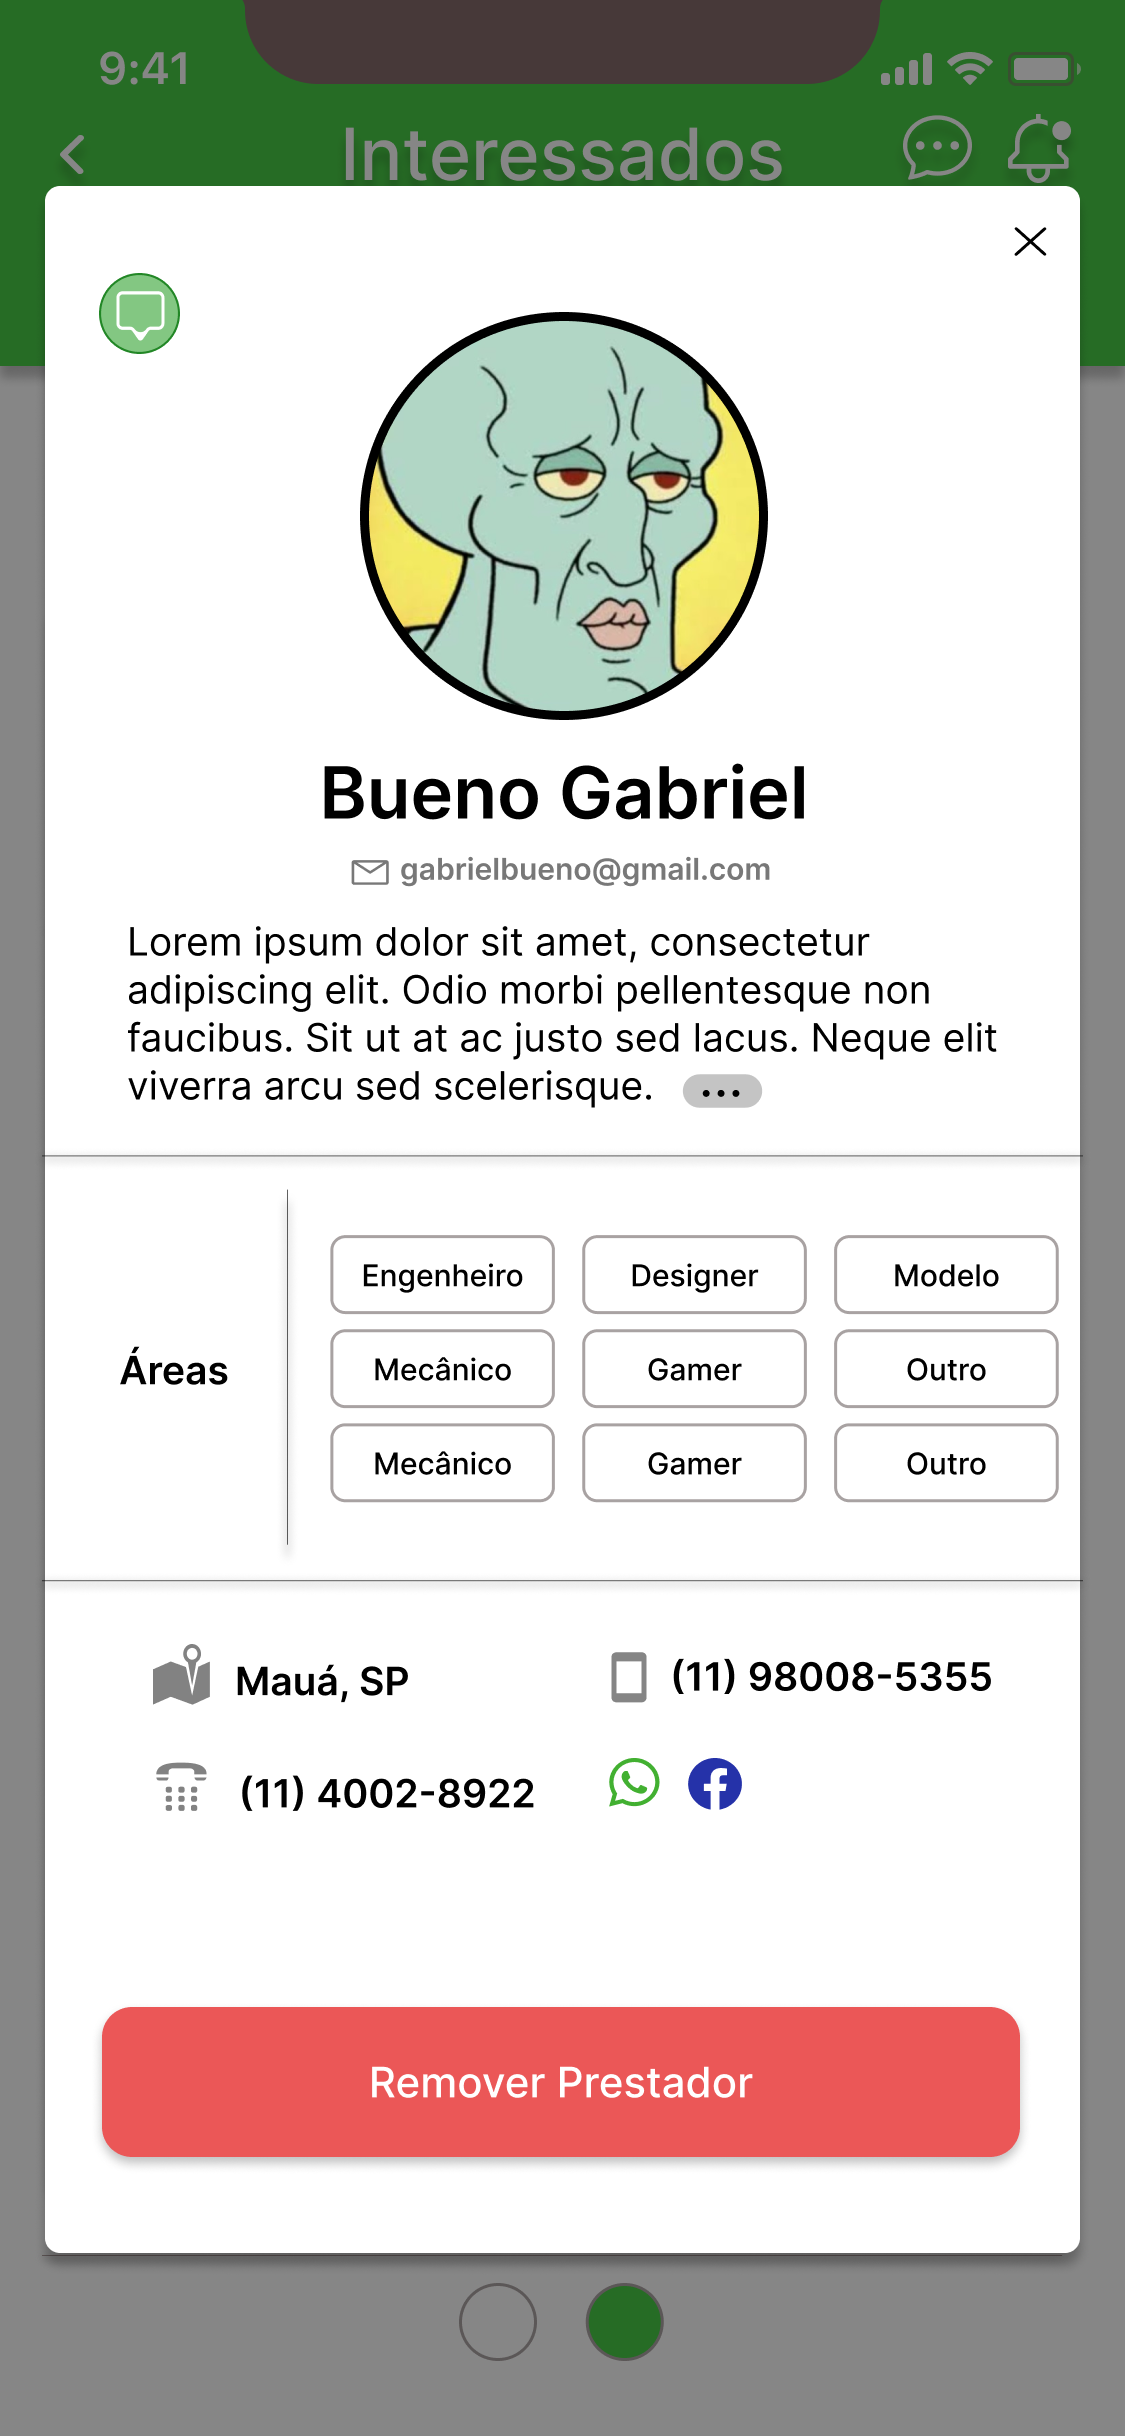 9:41
Interessados
Bueno Gabriel
gabrielbueno@gmail.com
Lorem ipsum dolor sit amet, consectetur
adipiscing elit. Odio morbi pellentesque non
faucibus. Sit ut at ac justo sed lacus. Neque elit
viverra arcu sed scelerisque. ...
Áreas
Engenheiro Designer Modelo
Mecânico Gamer Outro
Mecânico Gamer Outro
Mauá, SP (11) 98008-5355
(11) 4002-8922
Remover Prestador